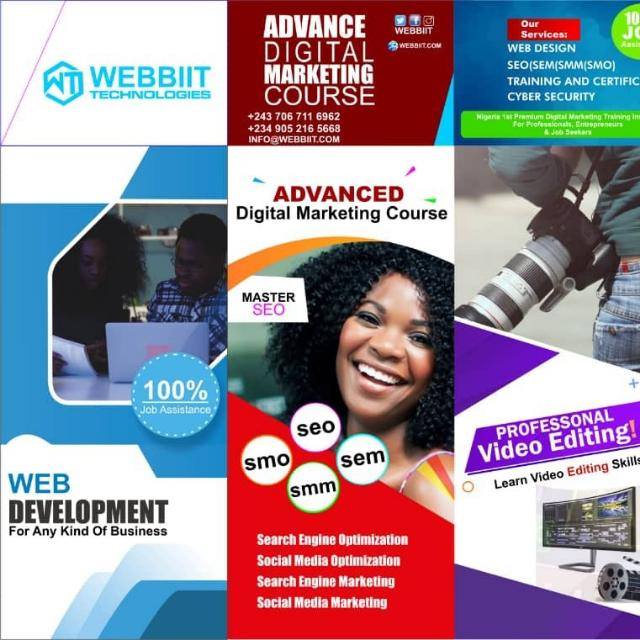 WEBBIIT
TECHNOLOGIES
100%
Job Assistance
WEB
DEVELOPMENT
For Any Kind Of Business
ADVANCE
DIGITAL
MARKETING
COURSE
WEBBIIT
WEBBIIT.COM
+243 706 711 6962
+234 905 216 5668
INFO@WEBBIIT.COM
ADVANCED
Digital Marketing Course
MASTER
SEO
seo
smo
sem
smm
Search Engine Optimization
Social Media Optimization
Search Engine Marketing
Social Media Marketing
Our
Services:
WEB DESIGN
SEO(SEM(SMM(SMO)
TRAINING AND CERTIFIC
CYBER SECURITY
10
JO
Assis
Nigeria 1st Premium Digital Marketing Training In
For Professionals, Entrepreneurs
& Job Seekers
PROFESSONAL
Video Editing!
Learn Video Editing Skills